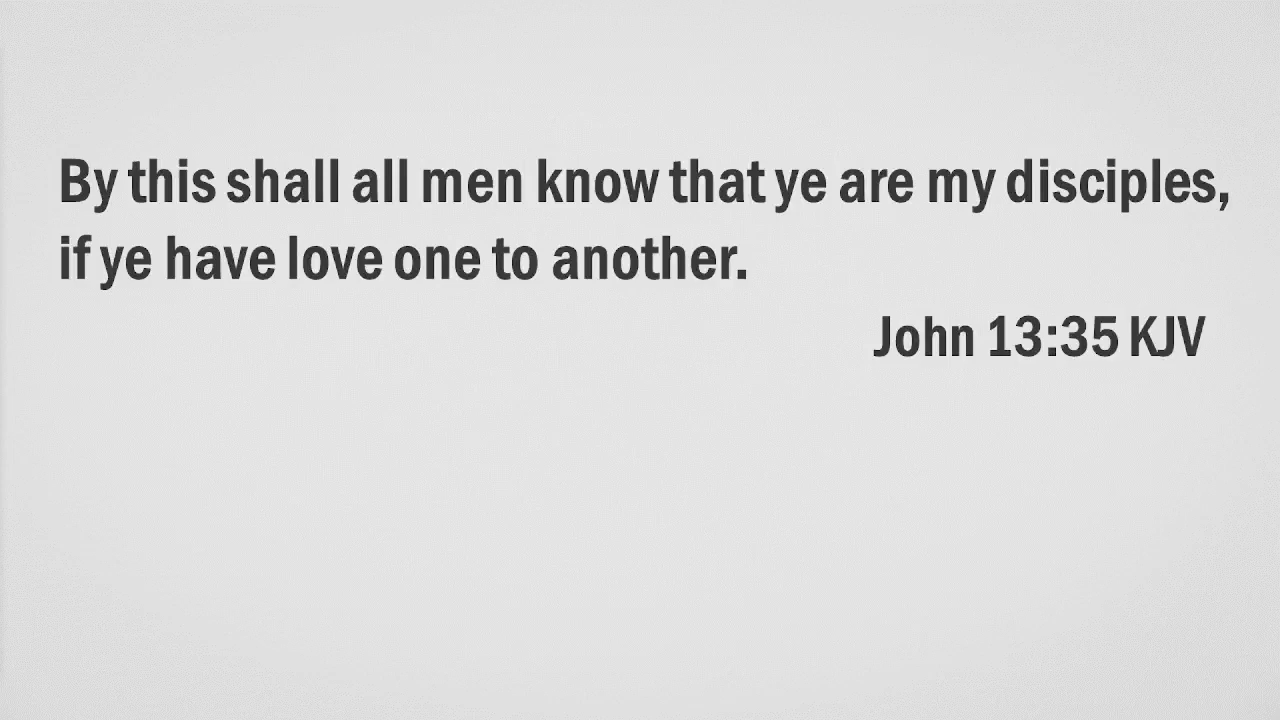 By this shall all men know that ye are my disciples,
if ye have love one to another.
John 13:35 KJV